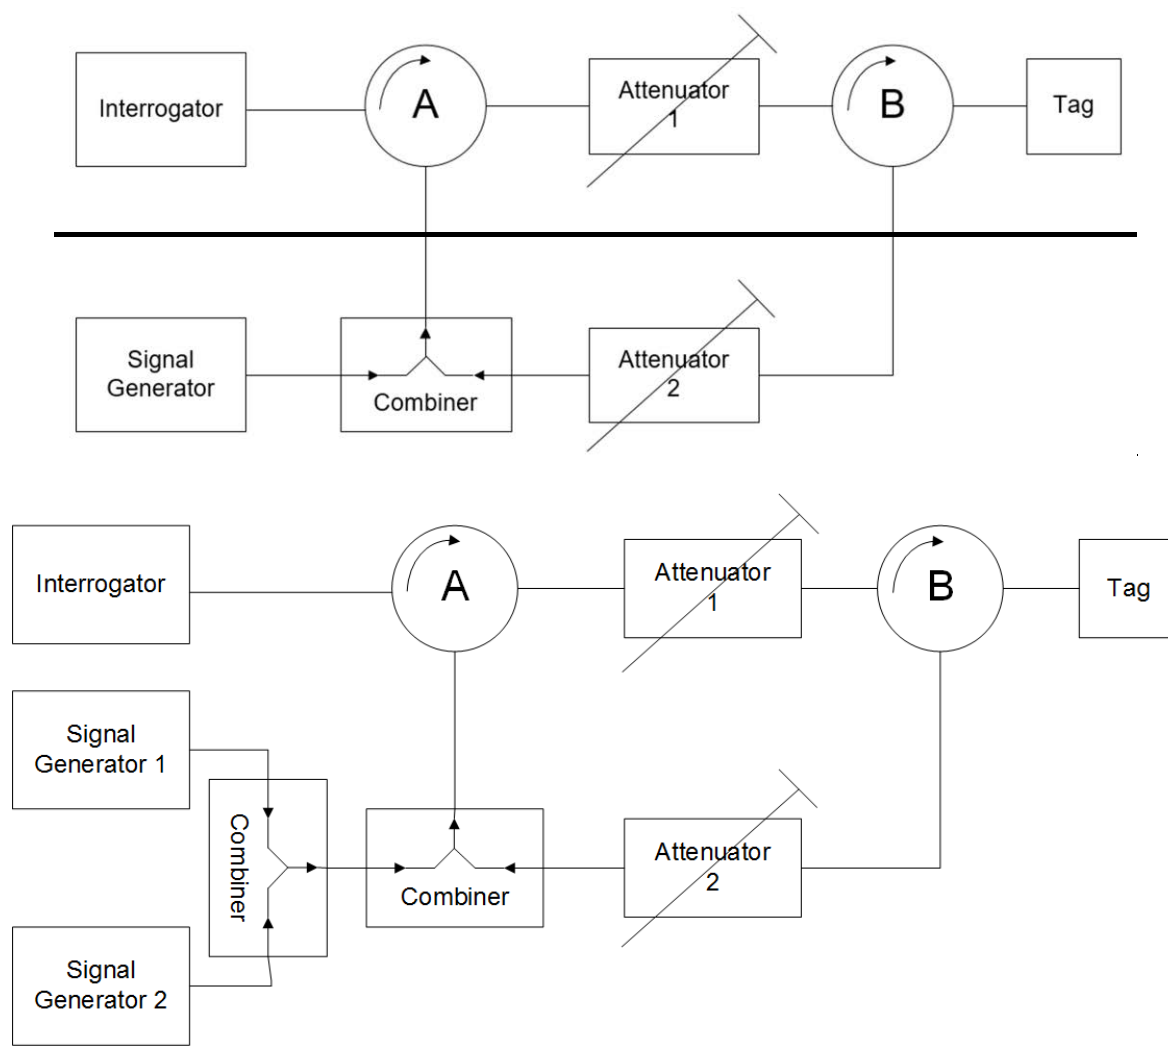 Interrogator
A
Attenuator
1
B
Tag
Signal
Generator
Combiner
Attenuator
2
Interrogator
A
Attenuator
1
B
Tag
Signal
Generator 1
Combiner
Combiner
Attenuator
2
Signal
Generator 2